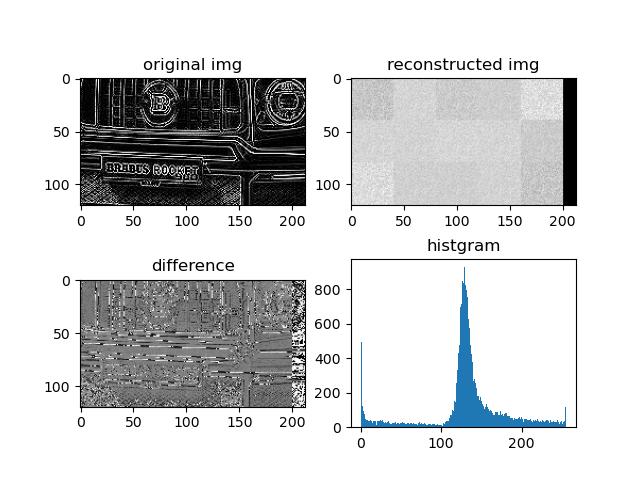 original img
reconstructed img
0
50
100
0 50 100 150 200
0
50
100
0 50 100 150 200
B
BRABUS ROCKET
difference
histgram
0
50
100
0 50 100 150 200
800
600
400
200
0
0 100 200